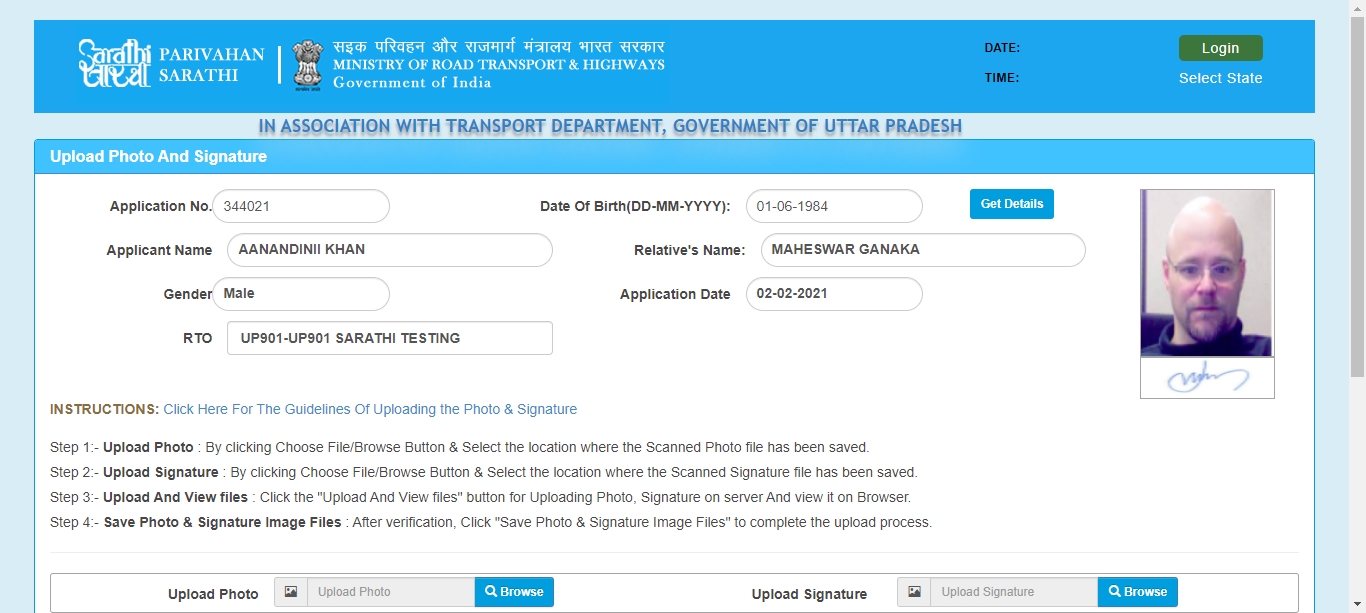 Sarathi
सारथी
PARIVAHAN
SARATHI
सड़क परिवहन और राजमार्ग मंत्रालय भारत सरकार
MINISTRY OF ROAD TRANSPORT & HIGHWAYS
Government of India
DATE:
TIME:
Login
Select State
IN ASSOCIATION WITH TRANSPORT DEPARTMENT, GOVERNMENT OF UTTAR PRADESH
Upload Photo And Signature
Application No. 344021 Date Of Birth(DD-MM-YYYY): 01-06-1984 Get Details
Applicant Name AANANDINII KHAN Relative's Name: MAHESWAR GANAKA
Gender Male Application Date 02-02-2021
RTO UP901-UP901 SARATHI TESTING
INSTRUCTIONS: Click Here For The Guidelines Of Uploading the Photo & Signature
Step 1:- Upload Photo : By clicking Choose File/Browse Button & Select the location where the Scanned Photo file has been saved.
Step 2:- Upload Signature : By clicking Choose File/Browse Button & Select the location where the Scanned Signature file has been saved.
Step 3:- Upload And View files : Click the "Upload And View files" button for Uploading Photo, Signature on server And view it on Browser.
Step 4:- Save Photo & Signature Image Files : After verification, Click "Save Photo & Signature Image Files" to complete the upload process.
Upload Photo Upload Photo Browse Upload Signature Upload Signature Browse